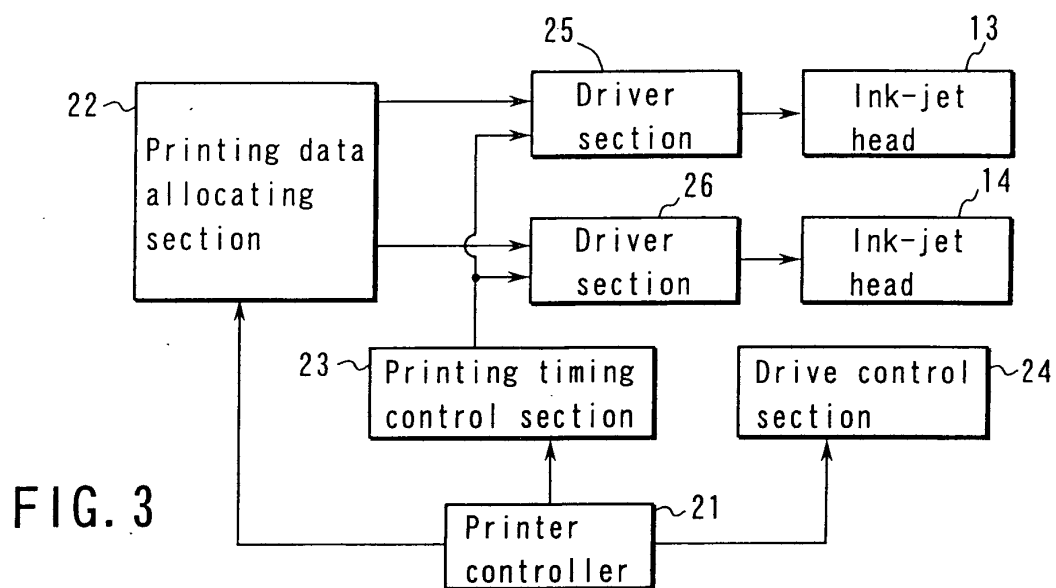 25
13
22
Driver
section
Ink-jet
head
Printing data
allocating
section
26
14
Driver
section
Ink-jet
head
23
Printing timing
control section
Drive control
section
24
FIG. 3
21
Printer
controller